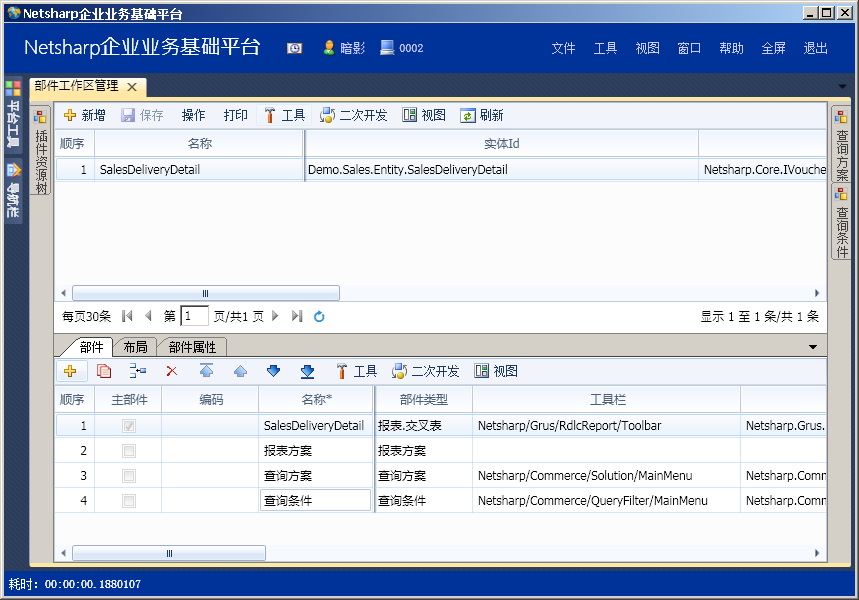 Netsharp企业业务基础平台
Netsharp企业业务基础平台 暗影 0002 文件 工具 视图 窗口 帮助 全屏 退出
部件工作区管理
平台工具
导航栏
插件资源树
新增 保存 操作 打印 工具 二次开发 视图 刷新
顺序 名称 实体Id
1 SalesDeliveryDetail Demo.Sales.Entity.SalesDeliveryDetail Netsharp.Core.IVouche
查询方案
查询条件
每页30条 第 1 页/共1 页 显示 1 至 1 条/共 1 条
部件 布局 部件属性
工具 二次开发 视图
顺序 主部件 编码 名称* 部件类型 工具栏
1 SalesDeliveryDetail 报表.交叉表 Netsharp/Grus/RdlcReport/Toolbar Netsharp.Grus.
2 报表方案 报表方案
3 查询方案 查询方案 Netsharp/Commerce/Solution/MainMenu Netsharp.Comm
4 查询条件 查询条件 Netsharp/Commerce/QueryFilter/MainMenu Netsharp.Comm
耗时: 00:00:00.1880107